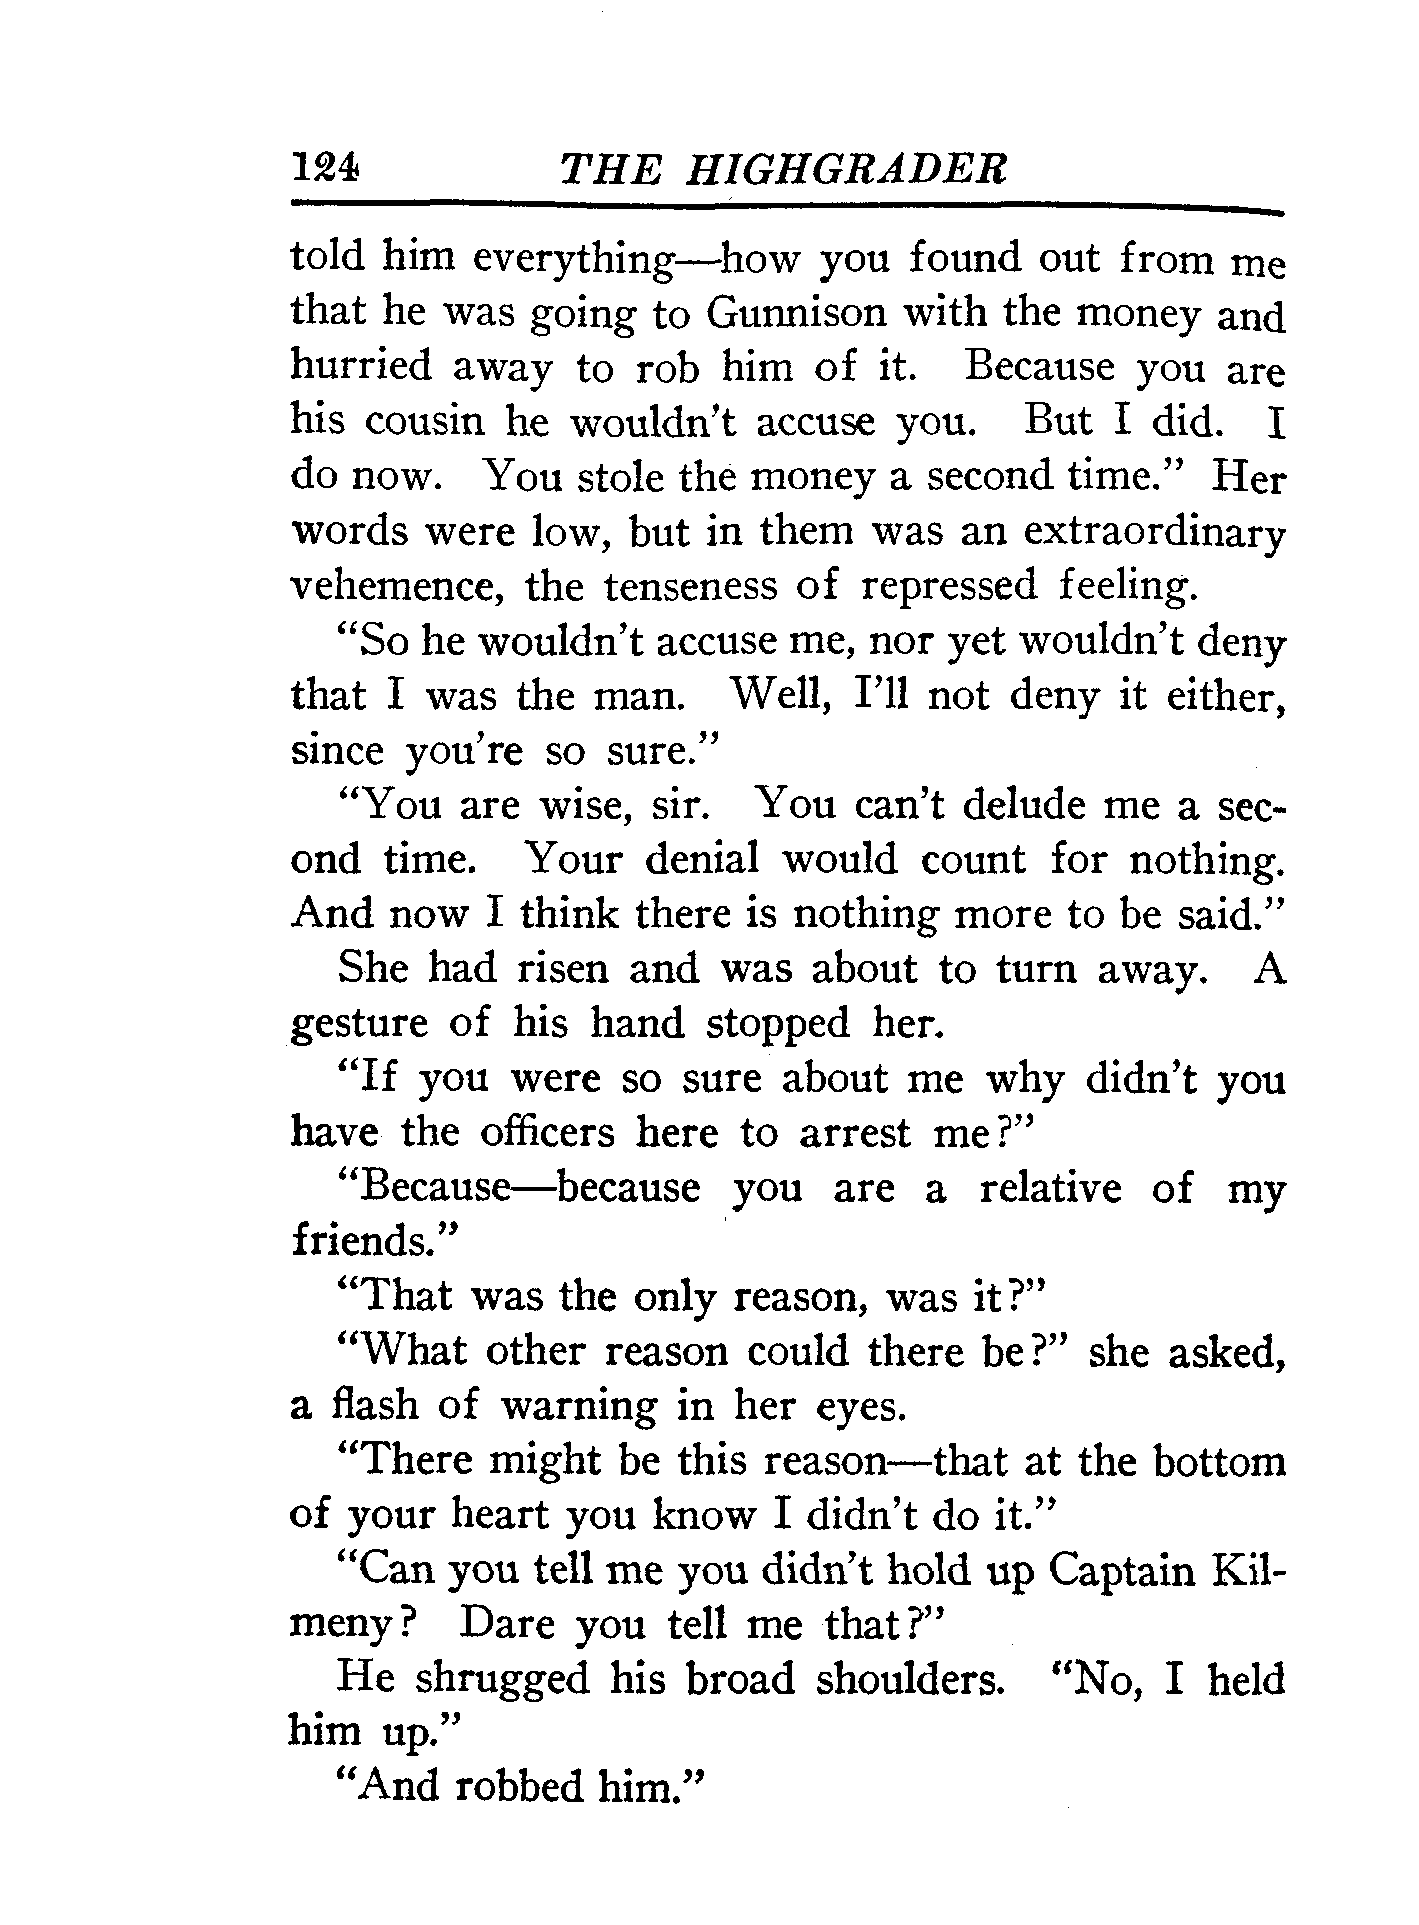 124 THE HIGHGRADER
told him everything—how you found out from me
that he was going to Gunnison with the money and
hurried away to rob him of it. Because you are
his cousin he wouldn't accuse you. But I did. I
do now. You stole the money a second time." Her
words were low, but in them was an extraordinary
vehemence, the tenseness of repressed feeling.
"So he wouldn't accuse me, nor yet wouldn't deny
that I was the man. Well, I'll not deny it either,
since you're so sure."
"You are wise, sir. You can't delude me a sec-
ond time. Your denial would count for nothing.
And now I think there is nothing more to be said."
She had risen and was about to turn away. A
gesture of his hand stopped her.
"If you were so sure about me why didn't you
have the officers here to arrest me?"
"Because—because you are a relative of my
friends."
"That was the only reason, was it?"
"What other reason could there be?" she asked,
a flash of warning in her eyes.
"There might be this reason—that at the bottom
of your heart you know I didn't do it."
"Can you tell me you didn't hold up Captain Kil-
meny? Dare you tell me that?"
He shrugged his broad shoulders. "No, I held
him up."
"And robbed him."